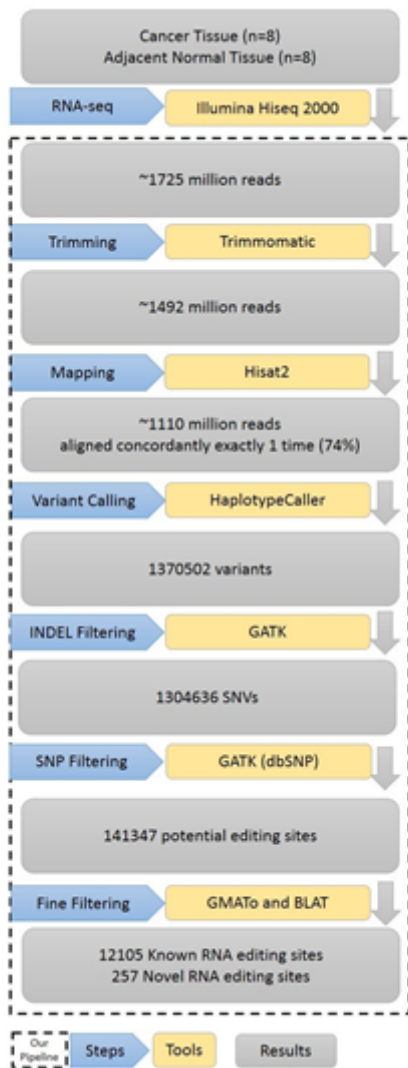 Cancer Tissue (n=8)
Adjacent Normal Tissue (n=8)
RNA-seq
Illumina Hiseq 2000
~1725 million reads
Trimming
Trimmomatic
~1492 million reads
Mapping
Hisat2
~1110 million reads
aligned concordantly exactly 1 time (74%)
Variant Calling
HaplotypeCaller
1370502 variants
INDEL Filtering
GATK
1304636 SNVs
SNP Filtering
GATK (dbSNP)
141347 potential editing sites
Fine Filtering
GMATo and BLAT
12105 Known RNA editing sites
257 Novel RNA editing sites
Our
Pipeline
Steps
Tools
Results